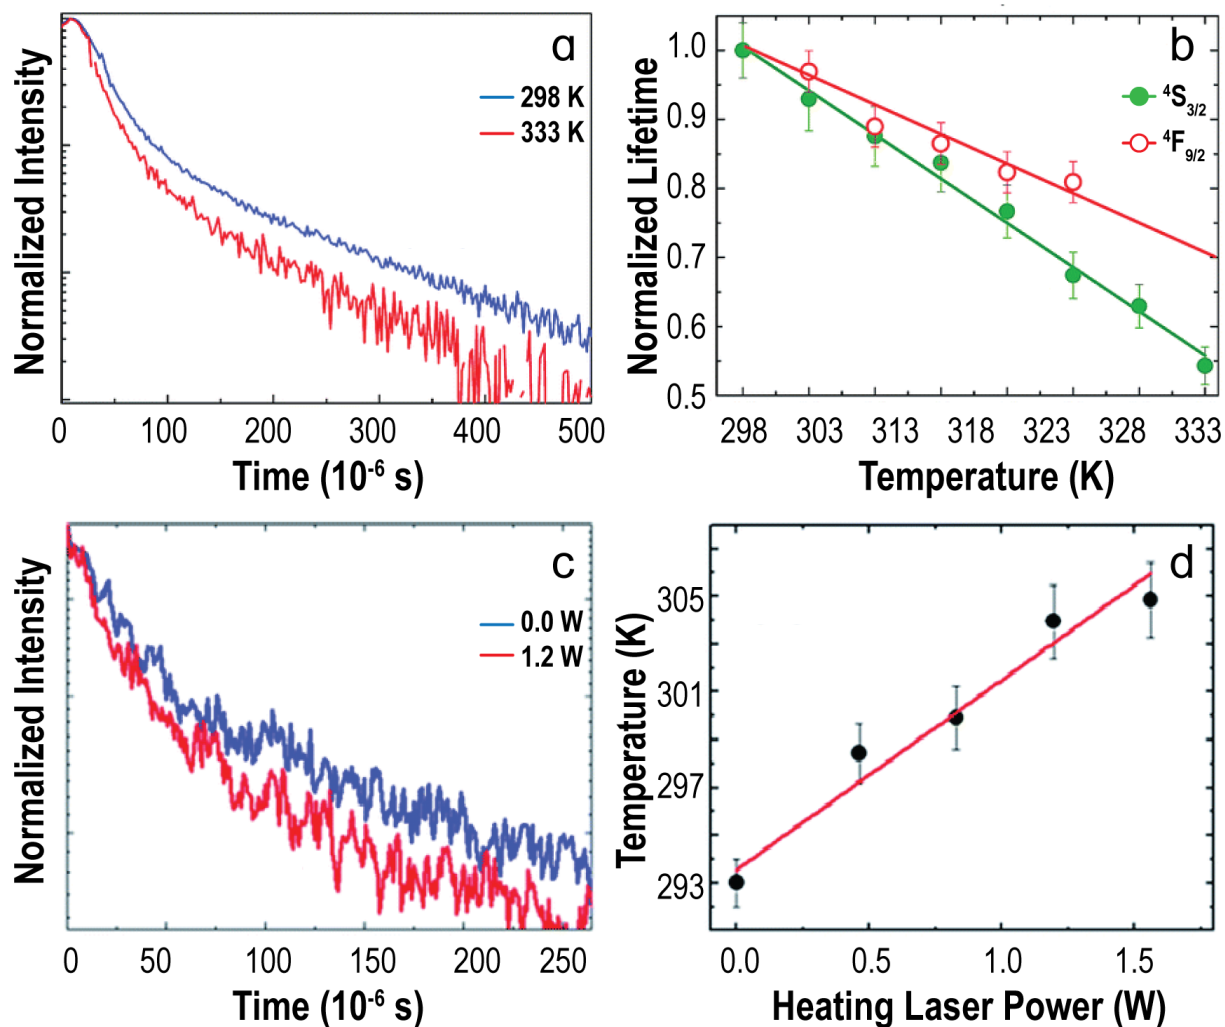 a
Normalized Intensity
298 K
333 K
0
100
200
300
400
500
Time (10⁻⁶ s)
b
Normalized Lifetime
1.0
0.9
0.8
0.7
0.6
0.5
⁴S₃/₂
⁴F₉/₂
298
303
313
318
323
328
333
Temperature (K)
c
Normalized Intensity
0.0 W
1.2 W
0
50
100
150
200
250
Time (10⁻⁶ s)
d
Temperature (K)
305
301
297
293
0.0
0.5
1.0
1.5
Heating Laser Power (W)